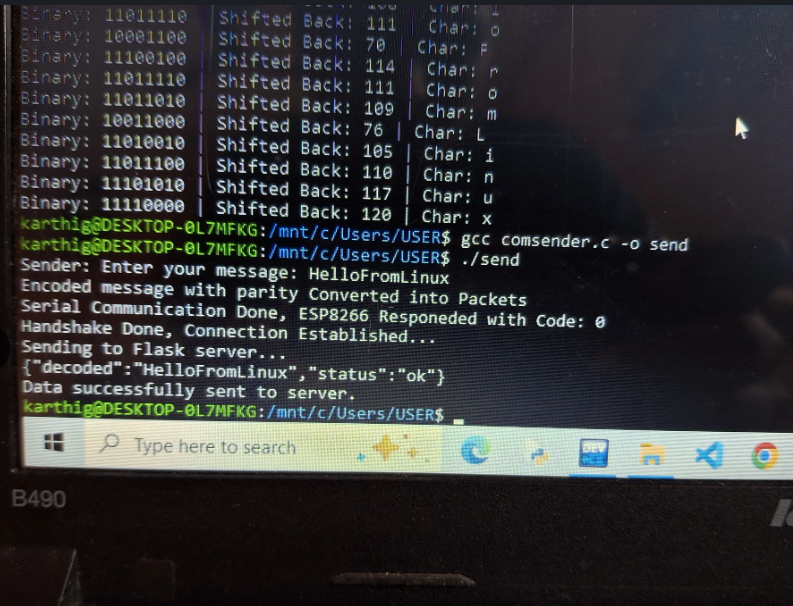 Binary: 11011110 | Shifted Back: 111 | Char: o
Binary: 10001100 | Shifted Back: 70 | Char: F
Binary: 11100100 | Shifted Back: 114 | Char: r
Binary: 11011110 | Shifted Back: 111 | Char: o
Binary: 11011010 | Shifted Back: 109 | Char: m
Binary: 10011000 | Shifted Back: 76 | Char: L
Binary: 11010010 | Shifted Back: 105 | Char: i
Binary: 11011100 | Shifted Back: 110 | Char: n
Binary: 11101010 | Shifted Back: 117 | Char: u
Binary: 11110000 | Shifted Back: 120 | Char: x
karthig@DESKTOP-0L7MFKG:/mnt/c/Users/USER$ gcc comsender.c -o send
karthig@DESKTOP-0L7MFKG:/mnt/c/Users/USER$ ./send
Sender: Enter your message: HelloFromLinux
Encoded message with parity Converted into Packets
Serial Communication Done, ESP8266 Responeded with Code: 0
Handshake Done, Connection Established...
Sending to Flask server...
{"decoded":"HelloFromLinux","status":"ok"}
Data successfully sent to server.
karthig@DESKTOP-0L7MFKG:/mnt/c/Users/USER$
Type here to search
DEV
B490